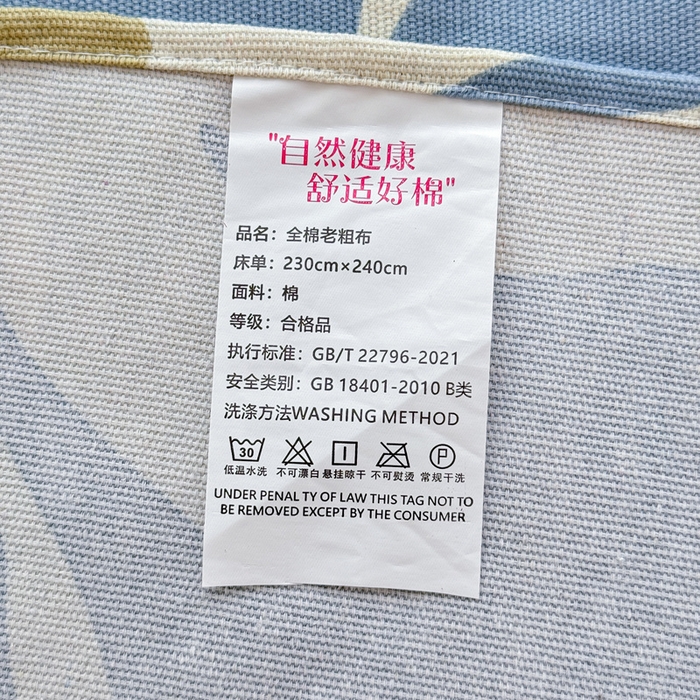 "自然健康
舒适好棉"
品名：全棉老粗布
床单：230cm×240cm
面料：棉
等级：合格品
执行标准：GB/T 22796-2021
安全类别：GB 18401-2010 B类
洗涤方法WASHING METHOD
30 P
低温水洗 不可漂白 悬挂晾干 不可熨烫 常规干洗
UNDER PENAL TY OF LAW THIS TAG NOT TO
BE REMOVED EXCEPT BY THE CONSUMER